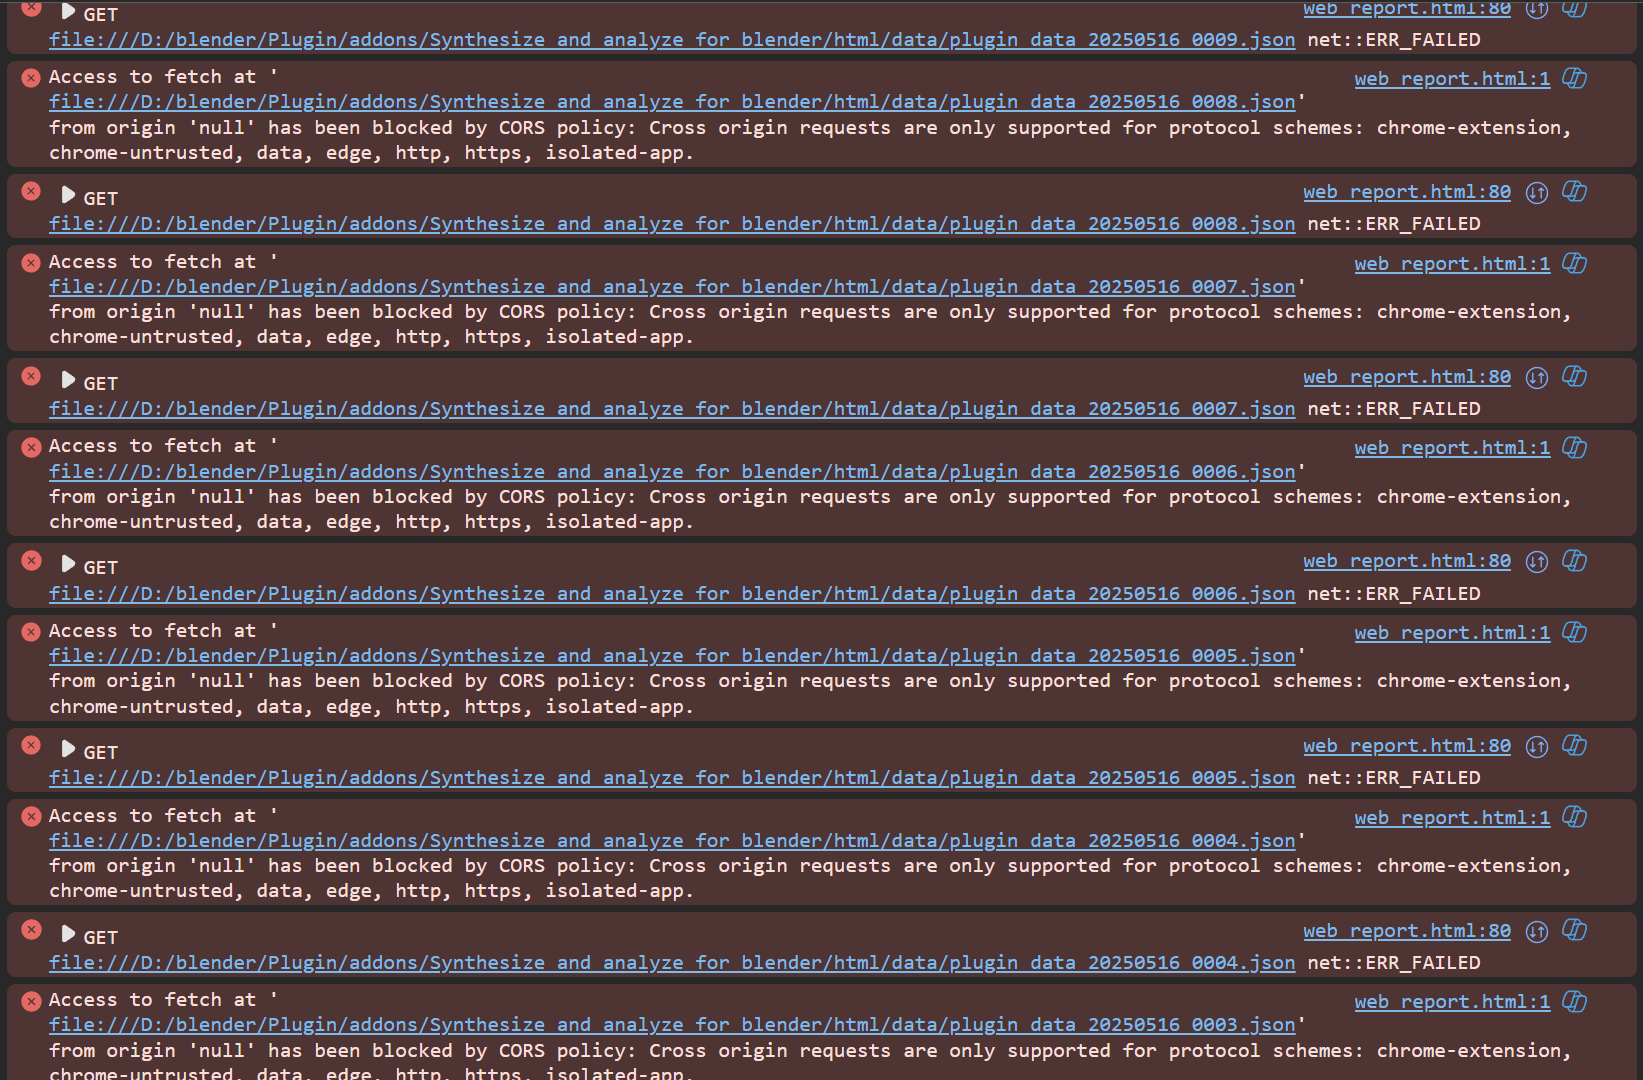 GET web_report.html:80
file:///D:/blender/Plugin/addons/Synthesize_and_analyze_for_blender/html/data/plugin_data_20250516_0009.json net::ERR_FAILED
Access to fetch at ' web_report.html:1
file:///D:/blender/Plugin/addons/Synthesize_and_analyze_for_blender/html/data/plugin_data_20250516_0008.json'
from origin 'null' has been blocked by CORS policy: Cross origin requests are only supported for protocol schemes: chrome-extension,
chrome-untrusted, data, edge, http, https, isolated-app.
GET web_report.html:80
file:///D:/blender/Plugin/addons/Synthesize_and_analyze_for_blender/html/data/plugin_data_20250516_0008.json net::ERR_FAILED
Access to fetch at ' web_report.html:1
file:///D:/blender/Plugin/addons/Synthesize_and_analyze_for_blender/html/data/plugin_data_20250516_0007.json'
from origin 'null' has been blocked by CORS policy: Cross origin requests are only supported for protocol schemes: chrome-extension,
chrome-untrusted, data, edge, http, https, isolated-app.
GET web_report.html:80
file:///D:/blender/Plugin/addons/Synthesize_and_analyze_for_blender/html/data/plugin_data_20250516_0007.json net::ERR_FAILED
Access to fetch at ' web_report.html:1
file:///D:/blender/Plugin/addons/Synthesize_and_analyze_for_blender/html/data/plugin_data_20250516_0006.json'
from origin 'null' has been blocked by CORS policy: Cross origin requests are only supported for protocol schemes: chrome-extension,
chrome-untrusted, data, edge, http, https, isolated-app.
GET web_report.html:80
file:///D:/blender/Plugin/addons/Synthesize_and_analyze_for_blender/html/data/plugin_data_20250516_0006.json net::ERR_FAILED
Access to fetch at ' web_report.html:1
file:///D:/blender/Plugin/addons/Synthesize_and_analyze_for_blender/html/data/plugin_data_20250516_0005.json'
from origin 'null' has been blocked by CORS policy: Cross origin requests are only supported for protocol schemes: chrome-extension,
chrome-untrusted, data, edge, http, https, isolated-app.
GET web_report.html:80
file:///D:/blender/Plugin/addons/Synthesize_and_analyze_for_blender/html/data/plugin_data_20250516_0005.json net::ERR_FAILED
Access to fetch at ' web_report.html:1
file:///D:/blender/Plugin/addons/Synthesize_and_analyze_for_blender/html/data/plugin_data_20250516_0004.json'
from origin 'null' has been blocked by CORS policy: Cross origin requests are only supported for protocol schemes: chrome-extension,
chrome-untrusted, data, edge, http, https, isolated-app.
GET web_report.html:80
file:///D:/blender/Plugin/addons/Synthesize_and_analyze_for_blender/html/data/plugin_data_20250516_0004.json net::ERR_FAILED
Access to fetch at ' web_report.html:1
file:///D:/blender/Plugin/addons/Synthesize_and_analyze_for_blender/html/data/plugin_data_20250516_0003.json'
from origin 'null' has been blocked by CORS policy: Cross origin requests are only supported for protocol schemes: chrome-extension,
chrome-untrusted, data, edge, http, https, isolated-app.